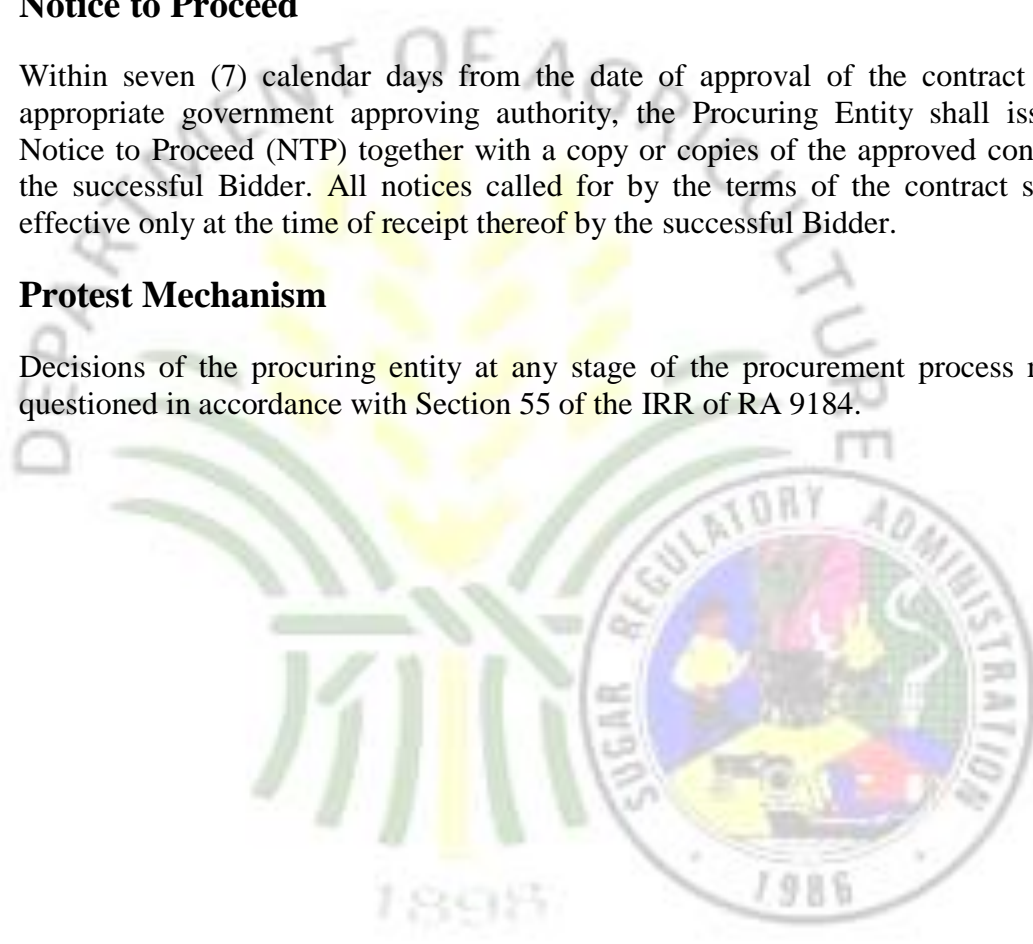 Notice to Proceed
Within seven (7) calendar days from the date of approval of the contract
appropriate government approving authority, the Procuring Entity shall iss
Notice to Proceed (NTP) together with a copy or copies of the approved con
the successful Bidder. All notices called for by the terms of the contract s
effective only at the time of receipt thereof by the successful Bidder.
Protest Mechanism
Decisions of the procuring entity at any stage of the procurement process
questioned in accordance with Section 55 of the IRR of RA 9184.
DEPARTMENT OF AGRICULTURE
1898
SUGAR REGULATORY ADMINISTRATION
1986